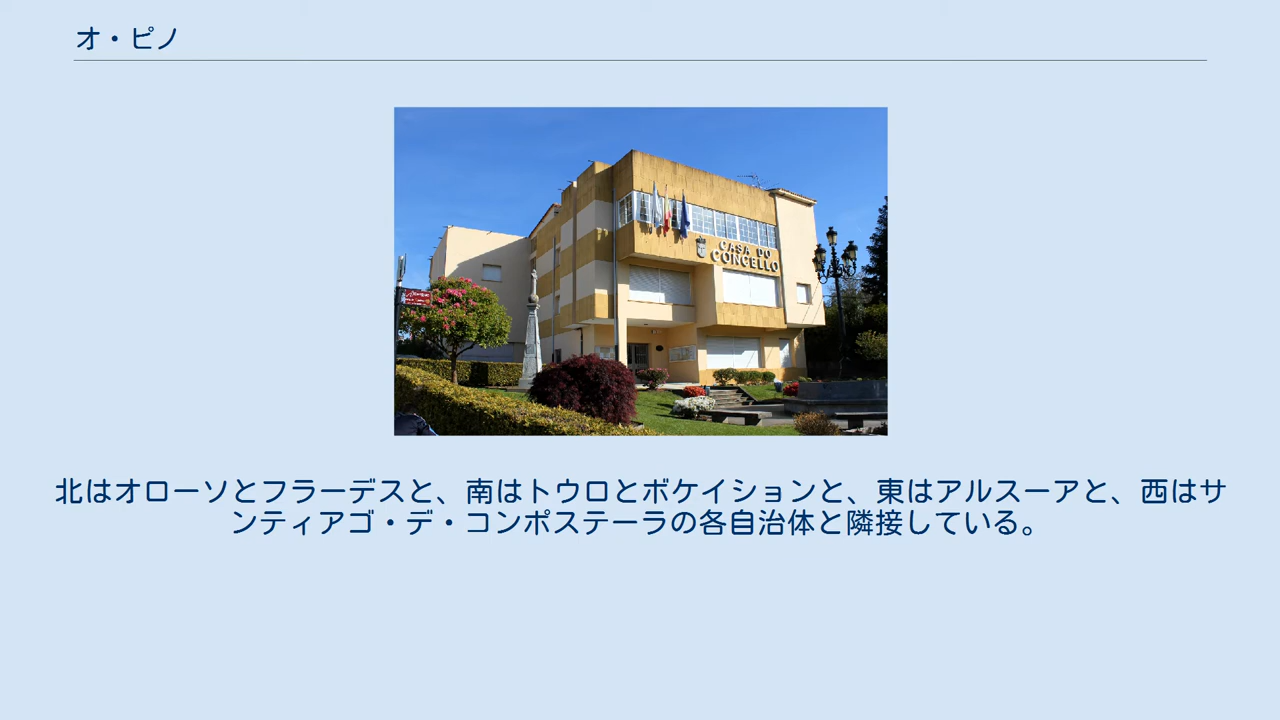 オ・ピノ
CASA DO
CONCELLO
北はオローソとフラーデスと、南はトウロとボケイションと、東はアルスーアと、西はサ
ンティアゴ・デ・コンポステーラの各自治体と隣接している。